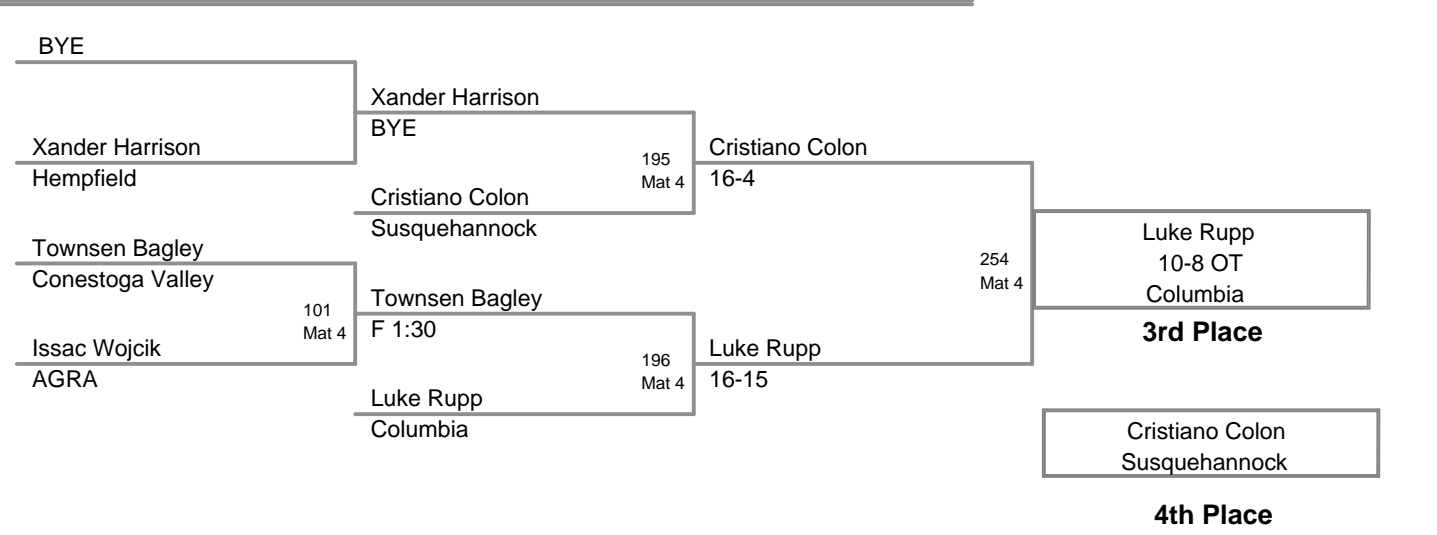 BYE
Xander Harrison
Hempfield
Townsen Bagley
Conestoga Valley
101
Mat 4
Issac Wojcik
AGRA
Xander Harrison
BYE
195
Mat 4
Cristiano Colon
Susquehannock
Townsen Bagley
F 1:30
196
Mat 4
Luke Rupp
Columbia
Cristiano Colon
16-4
254
Mat 4
Luke Rupp
16-15
Luke Rupp
10-8 OT
Columbia
3rd Place
Cristiano Colon
Susquehannock
4th Place